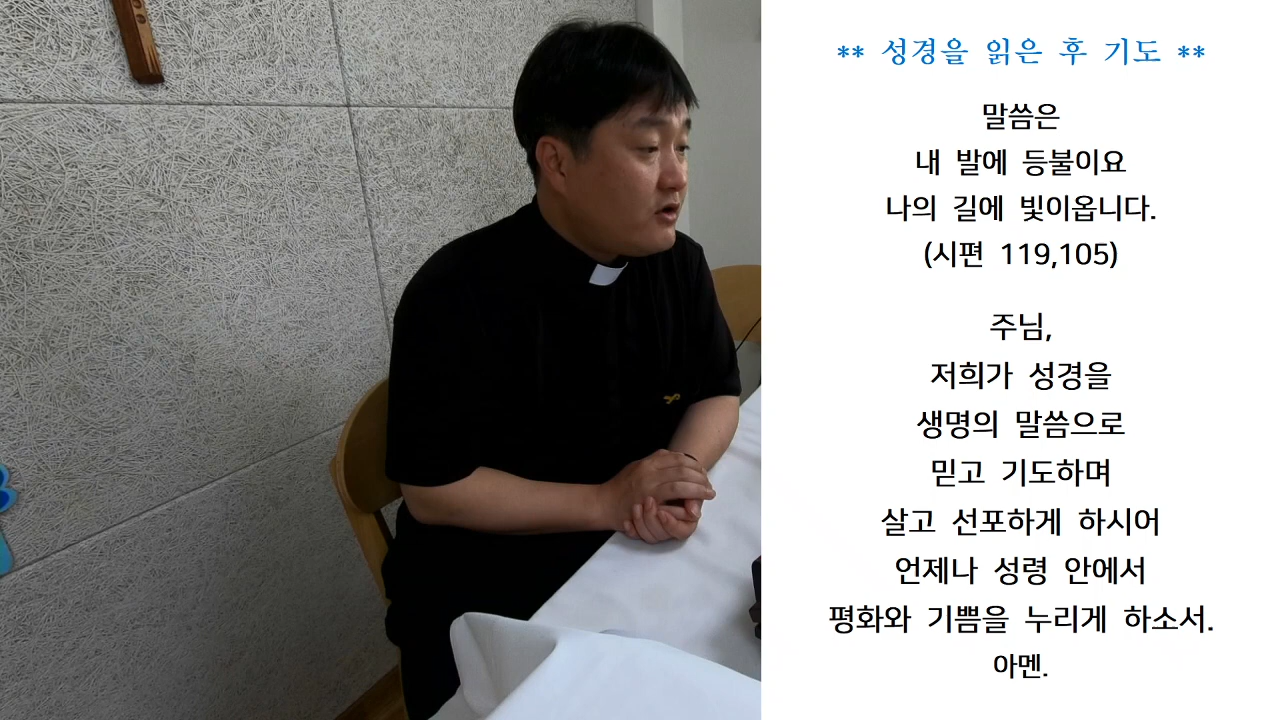 ** 성경을 읽은 후 기도 **
말씀은
내 발에 등불이요
나의 길에 빛이옵니다.
(시편 119,105)
주님,
저희가 성경을
생명의 말씀으로
믿고 기도하며
살고 선포하게 하시어
언제나 성령 안에서
평화와 기쁨을 누리게 하소서.
아멘.